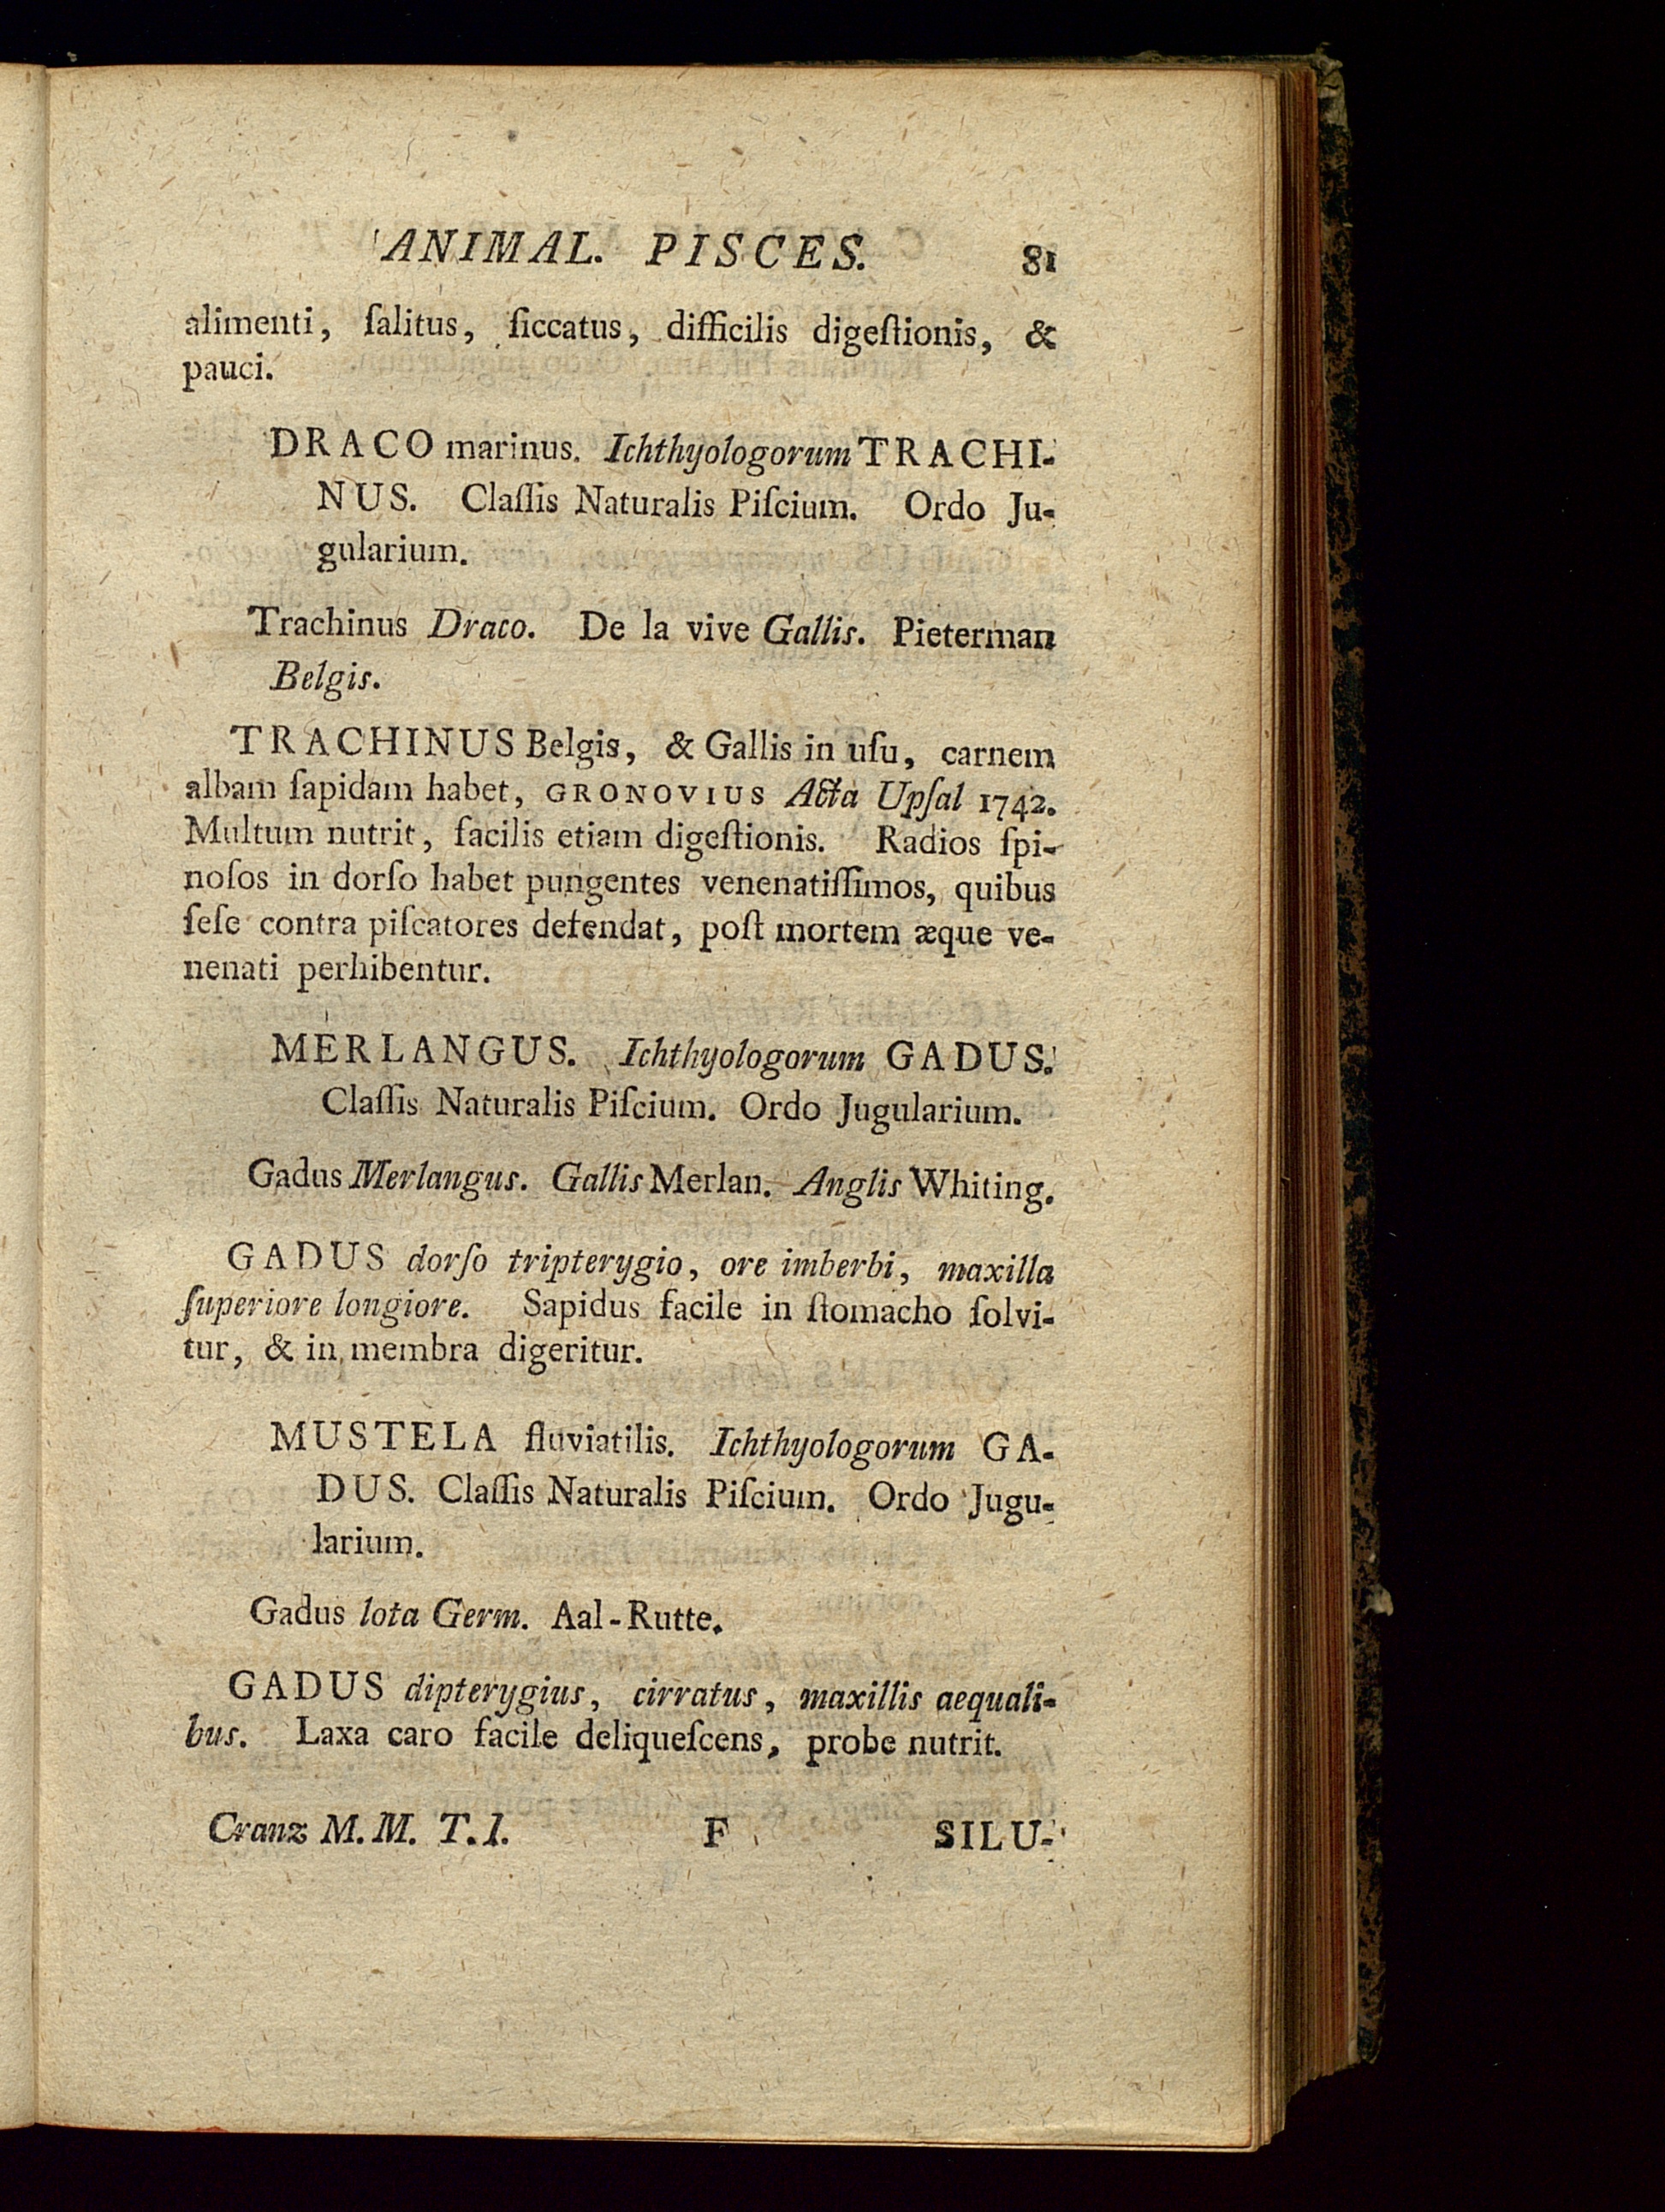 ANIMAL. PISCES. 81
alimenti, ſalitus, ſiccatus, difficilis digeſtionis, &
pauci.
DRACO marinus. Ichthyologorum TRACHI-
NUS. Claſſis Naturalis Piſcium. Ordo Ju-
gularium.
Trachinus Draco. De la vive Gallis. Pieterman
Belgis.
TRACHINUS Belgis, & Gallis in uſu, carnem
albam ſapidam habet, GRONOVIUS Acta Upſal 1742.
Multum nutrit, facilis etiam digeſtionis. Radios ſpi-
noſos in dorſo habet pungentes venenatiſſimos, quibus
ſeſe contra piſcatores defendat, poſt mortem æque ve-
nenati perhibentur.
MERLANGUS. Ichthyologorum GADUS.
Claſſis Naturalis Piſcium. Ordo Jugularium.
Gadus Merlangus. Gallis Merlan. Anglis Whiting.
GADUS dorſo tripterygio, ore imberbi, maxilla
ſuperiore longiore. Sapidus facile in ſtomacho ſolvi-
tur, & in membra digeritur.
MUSTELA fluviatilis. Ichthyologorum GA-
DUS. Claſſis Naturalis Piſcium. Ordo Jugu-
larium.
Gadus lota Germ. Aal-Rutte.
GADUS dipterygius, cirratus, maxillis aequali-
bus. Laxa caro facile deliqueſcens, probe nutrit.
Cranz M. M. T. I. F SILU-